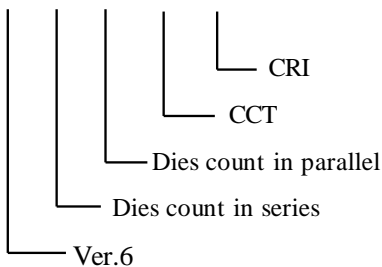 CRI
CCT
Dies count in parallel
Dies count in series
Ver.6